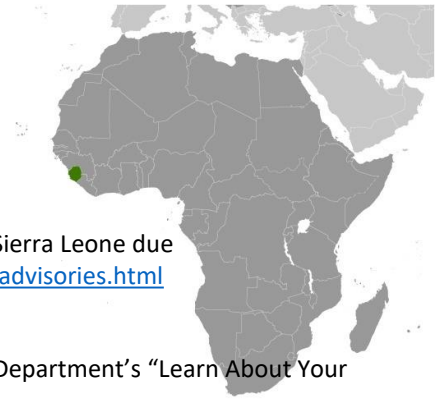 Sierra Leone due
advisories.html
Department’s “Learn About Your